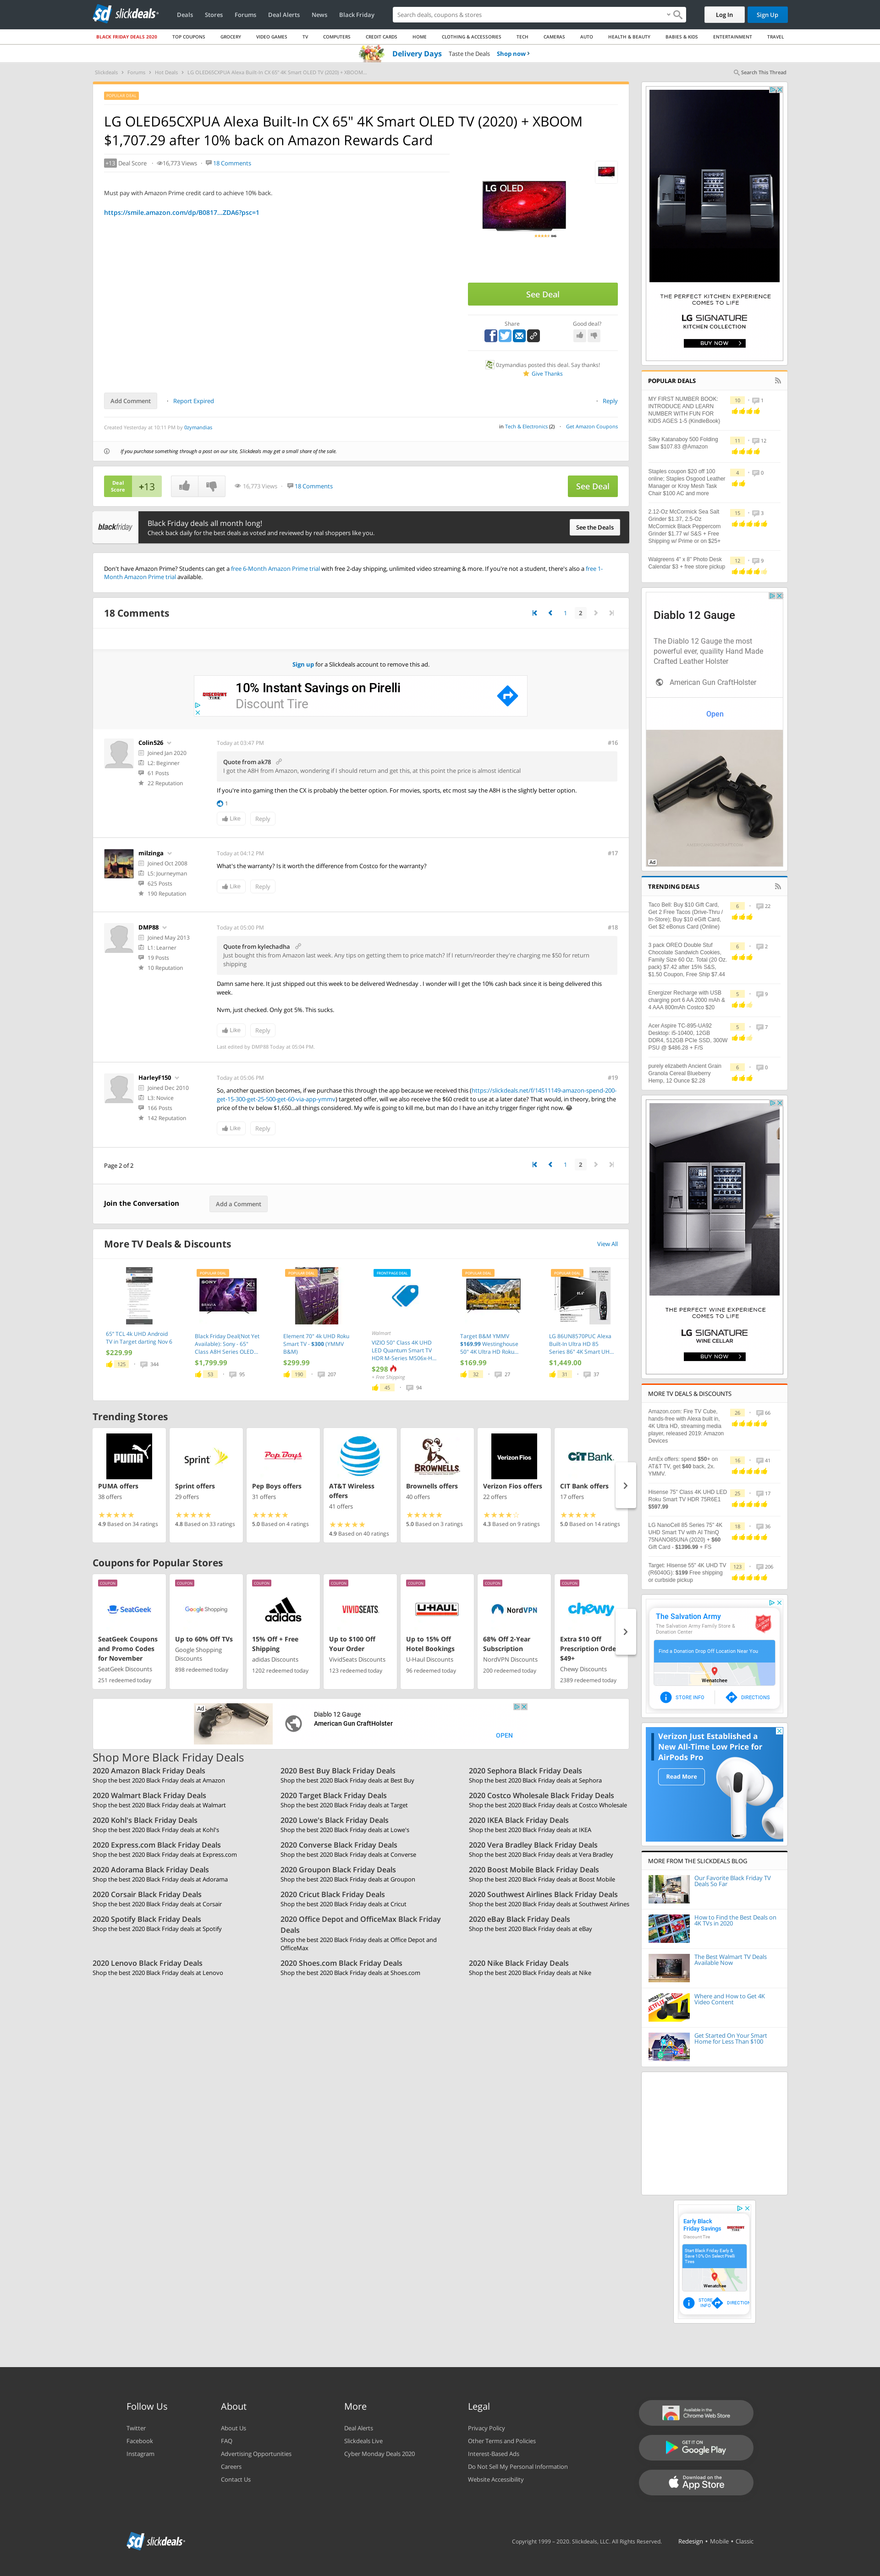 slickdeals
Deals
Stores
Forums
Deal Alerts
News
Black Friday
Search deals, coupons & stores
Log In
Sign Up
BLACK FRIDAY DEALS 2020
TOP COUPONS
GROCERY
VIDEO GAMES
TV
COMPUTERS
CREDIT CARDS
HOME
CLOTHING & ACCESSORIES
TECH
CAMERAS
AUTO
HEALTH & BEAUTY
BABIES & KIDS
ENTERTAINMENT
TRAVEL
Delivery Days Taste the Deals Shop now ›
Slickdeals > Forums > Hot Deals > LG OLED65CXPUA Alexa Built-In CX 65" 4K Smart OLED TV (2020) + XBOOM...
Search This Thread
POPULAR DEAL
LG OLED65CXPUA Alexa Built-In CX 65" 4K Smart OLED TV (2020) + XBOOM
$1,707.29 after 10% back on Amazon Rewards Card
+13 Deal Score
16,773 Views
18 Comments
Must pay with Amazon Prime credit card to achieve 10% back.
https://smile.amazon.com/dp/B0817...ZDA6?psc=1
LG OLED
See Deal
Share
Good deal?
0zymandias posted this deal. Say thanks!
Give Thanks
Add Comment
Report Expired
Reply
Created Yesterday at 10:11 PM by 0zymandias
in Tech & Electronics (2)
Get Amazon Coupons
If you purchase something through a post on our site, Slickdeals may get a small share of the sale.
Deal
Score
+13
16,773 Views
18 Comments
See Deal
blackfriday
Black Friday deals all month long!
Check back daily for the best deals as voted and reviewed by real shoppers like you.
See the Deals
Don't have Amazon Prime? Students can get a free 6-Month Amazon Prime trial with free 2-day shipping, unlimited video streaming & more. If you're not a student, there's also a free 1-
Month Amazon Prime trial available.
18 Comments
1
2
Sign up for a Slickdeals account to remove this ad.
DISCOUNT TIRE
10% Instant Savings on Pirelli
Discount Tire
Colin526
Joined Jan 2020
L2: Beginner
61 Posts
22 Reputation
Today at 03:47 PM
#16
Quote from ak78
I got the A8H from Amazon, wondering if I should return and get this, at this point the price is almost identical
If you're into gaming then the CX is probably the better option. For movies, sports, etc most say the A8H is the slightly better option.
1
Like
Reply
milzinga
Joined Oct 2008
L5: Journeyman
625 Posts
190 Reputation
Today at 04:12 PM
#17
What's the warranty? Is it worth the difference from Costco for the warranty?
Like
Reply
DMP88
Joined May 2013
L1: Learner
19 Posts
10 Reputation
Today at 05:00 PM
#18
Quote from kylechadha
Just bought this from Amazon last week. Any tips on getting them to price match? If I return/reorder they're charging me $50 for return
shipping
Damn same here. It just shipped out this week to be delivered Wednesday . I wonder will I get the 10% cash back since it is being delivered this
week.
Nvm, just checked. Only got 5%. This sucks.
Like
Reply
Last edited by DMP88 Today at 05:04 PM.
HarleyF150
Joined Dec 2010
L3: Novice
166 Posts
142 Reputation
Today at 05:06 PM
#19
So, another question becomes, if we purchase this through the app because we received this (https://slickdeals.net/f/14511149-amazon-spend-200-
get-15-300-get-25-500-get-60-via-app-ymmv) targeted offer, will we also receive the $60 credit to use at a later date? That would, in theory, bring the
price of the tv below $1,650...all things considered. My wife is going to kill me, but man do I have an itchy trigger finger right now.
Like
Reply
Page 2 of 2
1
2
Join the Conversation
Add a Comment
More TV Deals & Discounts
View All
65" TCL 4k UHD Android
TV in Target darting Nov 6
$229.99
125
344
POPULAR DEAL
SONY
Black Friday Deal(Not Yet
Available): Sony - 65"
Class A8H Series OLED...
$1,799.99
53
95
POPULAR DEAL
Element 70" 4k UHD Roku
Smart TV - $300 (YMMV
B&M)
$299.99
190
207
FRONTPAGE DEAL
Walmart
VIZIO 50" Class 4K UHD
LED Quantum Smart TV
HDR M-Series M506x-H...
$298
+ Free Shipping
45
94
POPULAR DEAL
Target B&M YMMV
$169.99 Westinghouse
50" 4K Ultra HD Roku...
$169.99
32
27
POPULAR DEAL
LG 86UN8570PUC Alexa
Built-in Ultra HD 85
Series 86" 4K Smart UH...
$1,449.00
31
37
Trending Stores
PUMA
PUMA offers
38 offers
4.9 Based on 34 ratings
Sprint
Sprint offers
29 offers
4.8 Based on 33 ratings
Pep Boys
Pep Boys offers
31 offers
5.0 Based on 4 ratings
AT&T
AT&T Wireless
offers
41 offers
4.9 Based on 40 ratings
BROWNELLS
Brownells offers
40 offers
5.0 Based on 3 ratings
Verizon Fios
Verizon Fios offers
22 offers
4.3 Based on 9 ratings
CIT Bank
CIT Bank offers
17 offers
5.0 Based on 14 ratings
Coupons for Popular Stores
COUPON
SeatGeek
SeatGeek Coupons
and Promo Codes
for November
SeatGeek Discounts
251 redeemed today
COUPON
Google Shopping
Up to 60% Off TVs
Google Shopping
Discounts
898 redeemed today
COUPON
adidas
15% Off + Free
Shipping
adidas Discounts
1202 redeemed today
COUPON
VIVIDSEATS
Up to $100 Off
Your Order
VividSeats Discounts
123 redeemed today
COUPON
U-HAUL
Up to 15% Off
Hotel Bookings
U-Haul Discounts
96 redeemed today
COUPON
NordVPN
68% Off 2-Year
Subscription
NordVPN Discounts
200 redeemed today
COUPON
chewy
Extra $10 Off
Prescription Orde
$49+
Chewy Discounts
2389 redeemed today
Ad
Diablo 12 Gauge
American Gun CraftHolster
OPEN
Shop More Black Friday Deals
2020 Amazon Black Friday Deals
Shop the best 2020 Black Friday deals at Amazon
2020 Best Buy Black Friday Deals
Shop the best 2020 Black Friday deals at Best Buy
2020 Sephora Black Friday Deals
Shop the best 2020 Black Friday deals at Sephora
2020 Walmart Black Friday Deals
Shop the best 2020 Black Friday deals at Walmart
2020 Target Black Friday Deals
Shop the best 2020 Black Friday deals at Target
2020 Costco Wholesale Black Friday Deals
Shop the best 2020 Black Friday deals at Costco Wholesale
2020 Kohl's Black Friday Deals
Shop the best 2020 Black Friday deals at Kohl's
2020 Lowe's Black Friday Deals
Shop the best 2020 Black Friday deals at Lowe's
2020 IKEA Black Friday Deals
Shop the best 2020 Black Friday deals at IKEA
2020 Express.com Black Friday Deals
Shop the best 2020 Black Friday deals at Express.com
2020 Converse Black Friday Deals
Shop the best 2020 Black Friday deals at Converse
2020 Vera Bradley Black Friday Deals
Shop the best 2020 Black Friday deals at Vera Bradley
2020 Adorama Black Friday Deals
Shop the best 2020 Black Friday deals at Adorama
2020 Groupon Black Friday Deals
Shop the best 2020 Black Friday deals at Groupon
2020 Boost Mobile Black Friday Deals
Shop the best 2020 Black Friday deals at Boost Mobile
2020 Corsair Black Friday Deals
Shop the best 2020 Black Friday deals at Corsair
2020 Cricut Black Friday Deals
Shop the best 2020 Black Friday deals at Cricut
2020 Southwest Airlines Black Friday Deals
Shop the best 2020 Black Friday deals at Southwest Airlines
2020 Spotify Black Friday Deals
Shop the best 2020 Black Friday deals at Spotify
2020 Office Depot and OfficeMax Black Friday
Deals
Shop the best 2020 Black Friday deals at Office Depot and
OfficeMax
2020 eBay Black Friday Deals
Shop the best 2020 Black Friday deals at eBay
2020 Lenovo Black Friday Deals
Shop the best 2020 Black Friday deals at Lenovo
2020 Shoes.com Black Friday Deals
Shop the best 2020 Black Friday deals at Shoes.com
2020 Nike Black Friday Deals
Shop the best 2020 Black Friday deals at Nike
THE PERFECT KITCHEN EXPERIENCE
COMES TO LIFE
LG SIGNATURE
KITCHEN COLLECTION
BUY NOW
POPULAR DEALS
MY FIRST NUMBER BOOK:
INTRODUCE AND LEARN
NUMBER WITH FUN FOR
KIDS AGES 1-5 (KindleBook)
10
1
Silky Katanaboy 500 Folding
Saw $107.83 @Amazon
11
12
Staples coupon $20 off 100
online; Staples Osgood Leather
Manager or Kroy Mesh Task
Chair $100 AC and more
4
0
2.12-Oz McCormick Sea Salt
Grinder $1.37, 2.5-Oz
McCormick Black Peppercorn
Grinder $1.77 w/ S&S + Free
Shipping w/ Prime or on $25+
15
3
Walgreens 4" x 8" Photo Desk
Calendar $3 + free store pickup
12
9
Diablo 12 Gauge
The Diablo 12 Gauge the most
powerful ever, quaility Hand Made
Crafted Leather Holster
American Gun CraftHolster
Open
Ad
TRENDING DEALS
Taco Bell: Buy $10 Gift Card,
Get 2 Free Tacos (Drive-Thru /
In-Store); Buy $10 eGift Card,
Get $2 eBonus Card (Online)
6
22
3 pack OREO Double Stuf
Chocolate Sandwich Cookies,
Family Size 60 Oz. Total (20 Oz.
pack) $7.42 after 15% S&S,
$1.50 Coupon, Free Ship $7.44
6
2
Energizer Recharge with USB
charging port 6 AA 2000 mAh &
4 AAA 800mAh Costco $20
5
9
Acer Aspire TC-895-UA92
Desktop: i5-10400, 12GB
DDR4, 512GB PCIe SSD, 300W
PSU @ $486.28 + F/S
5
7
purely elizabeth Ancient Grain
Granola Cereal Blueberry
Hemp, 12 Ounce $2.28
6
0
THE PERFECT WINE EXPERIENCE
COMES TO LIFE
LG SIGNATURE
WINE CELLAR
BUY NOW
MORE TV DEALS & DISCOUNTS
Amazon.com: Fire TV Cube,
hands-free with Alexa built in,
4K Ultra HD, streaming media
player, released 2019: Amazon
Devices
26
66
AmEx offers: spend $50+ on
AT&T TV, get $40 back, 2x.
YMMV.
16
41
Hisense 75" Class 4K UHD LED
Roku Smart TV HDR 75R6E1
$597.99
25
17
LG NanoCell 85 Series 75" 4K
UHD Smart TV with AI ThinQ
75NANO85UNA (2020) + $60
Gift Card - $1396.99 + FS
18
36
Target: Hisense 55" 4K UHD TV
(R6040G): $199 Free shipping
or curbside pickup.
123
206
The Salvation Army
The Salvation Army Family Store &
Donation Center
Find a Donation Drop Off Location Near You
Wenatchee
STORE INFO
DIRECTIONS
Verizon Just Established a
New All-Time Low Price for
AirPods Pro
Read More
MORE FROM THE SLICKDEALS BLOG
Our Favorite Black Friday TV
Deals So Far
How to Find the Best Deals on
4K TVs in 2020
The Best Walmart TV Deals
Available Now
Where and How to Get 4K
Video Content
Get Started On Your Smart
Home for Less Than $100
Early Black
Friday Savings
Discount Tire
Start Black Friday Early &
Save 10% On Select Pirelli
Tires
Wenatchee
STORE
INFO
DIRECTION
Follow Us
Twitter
Facebook
Instagram
About
About Us
FAQ
Advertising Opportunities
Careers
Contact Us
More
Deal Alerts
Slickdeals Live
Cyber Monday Deals 2020
Legal
Privacy Policy
Other Terms and Policies
Interest-Based Ads
Do Not Sell My Personal Information
Website Accessibility
Available in the
Chrome Web Store
GET IT ON
Google Play
Download on the
App Store
slickdeals
Copyright 1999 – 2020. Slickdeals, LLC. All Rights Reserved.
Redesign • Mobile • Classic